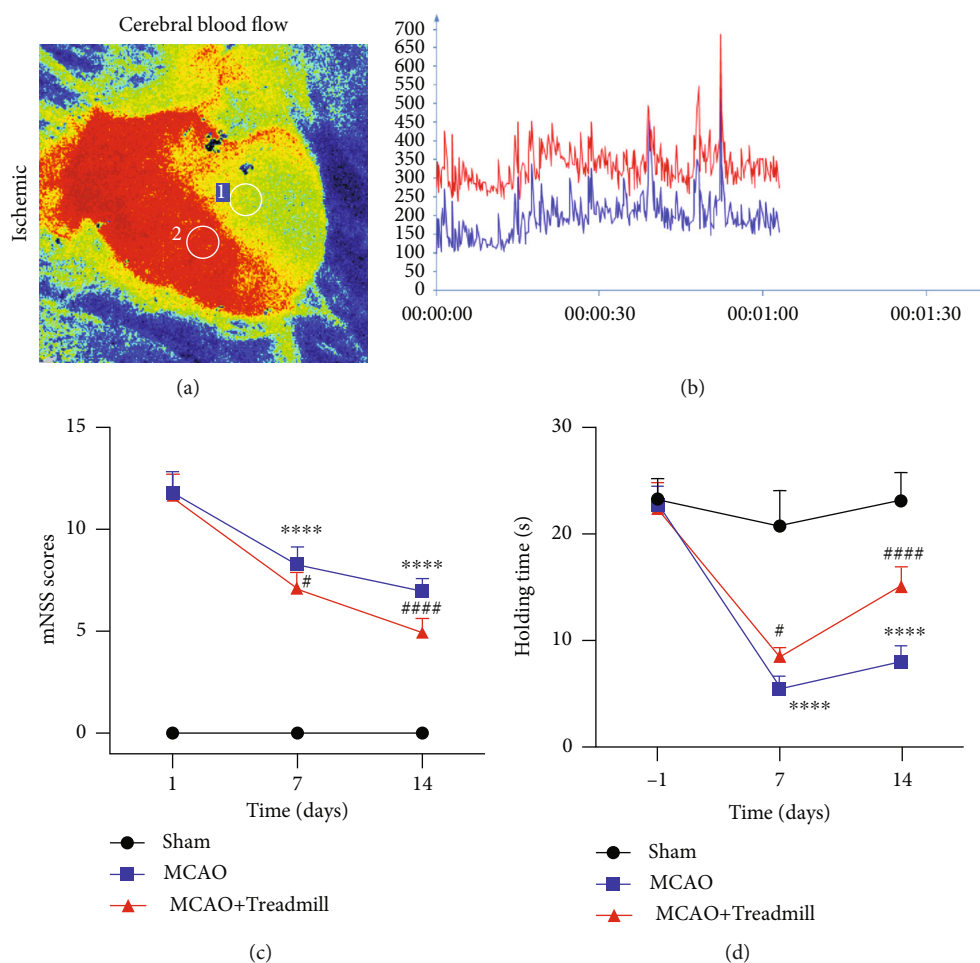 Cerebral blood flow
Ischemic
1
2
(a)
700
650
500
550
450
400
350
300
250
200
150
100
50
0
00:00:00 00:00:30 00:01:00 00:01:30
(b)
mNSS scores
15
10
5
0
****
#
****
####
1 7 14
Time (days)
Sham
MCAO
MCAO+Treadmill
(c)
Holding time (s)
30
20
10
0
#
****
####
****
–1 7 14
Time (days)
Sham
MCAO
MCAO+Treadmill
(d)